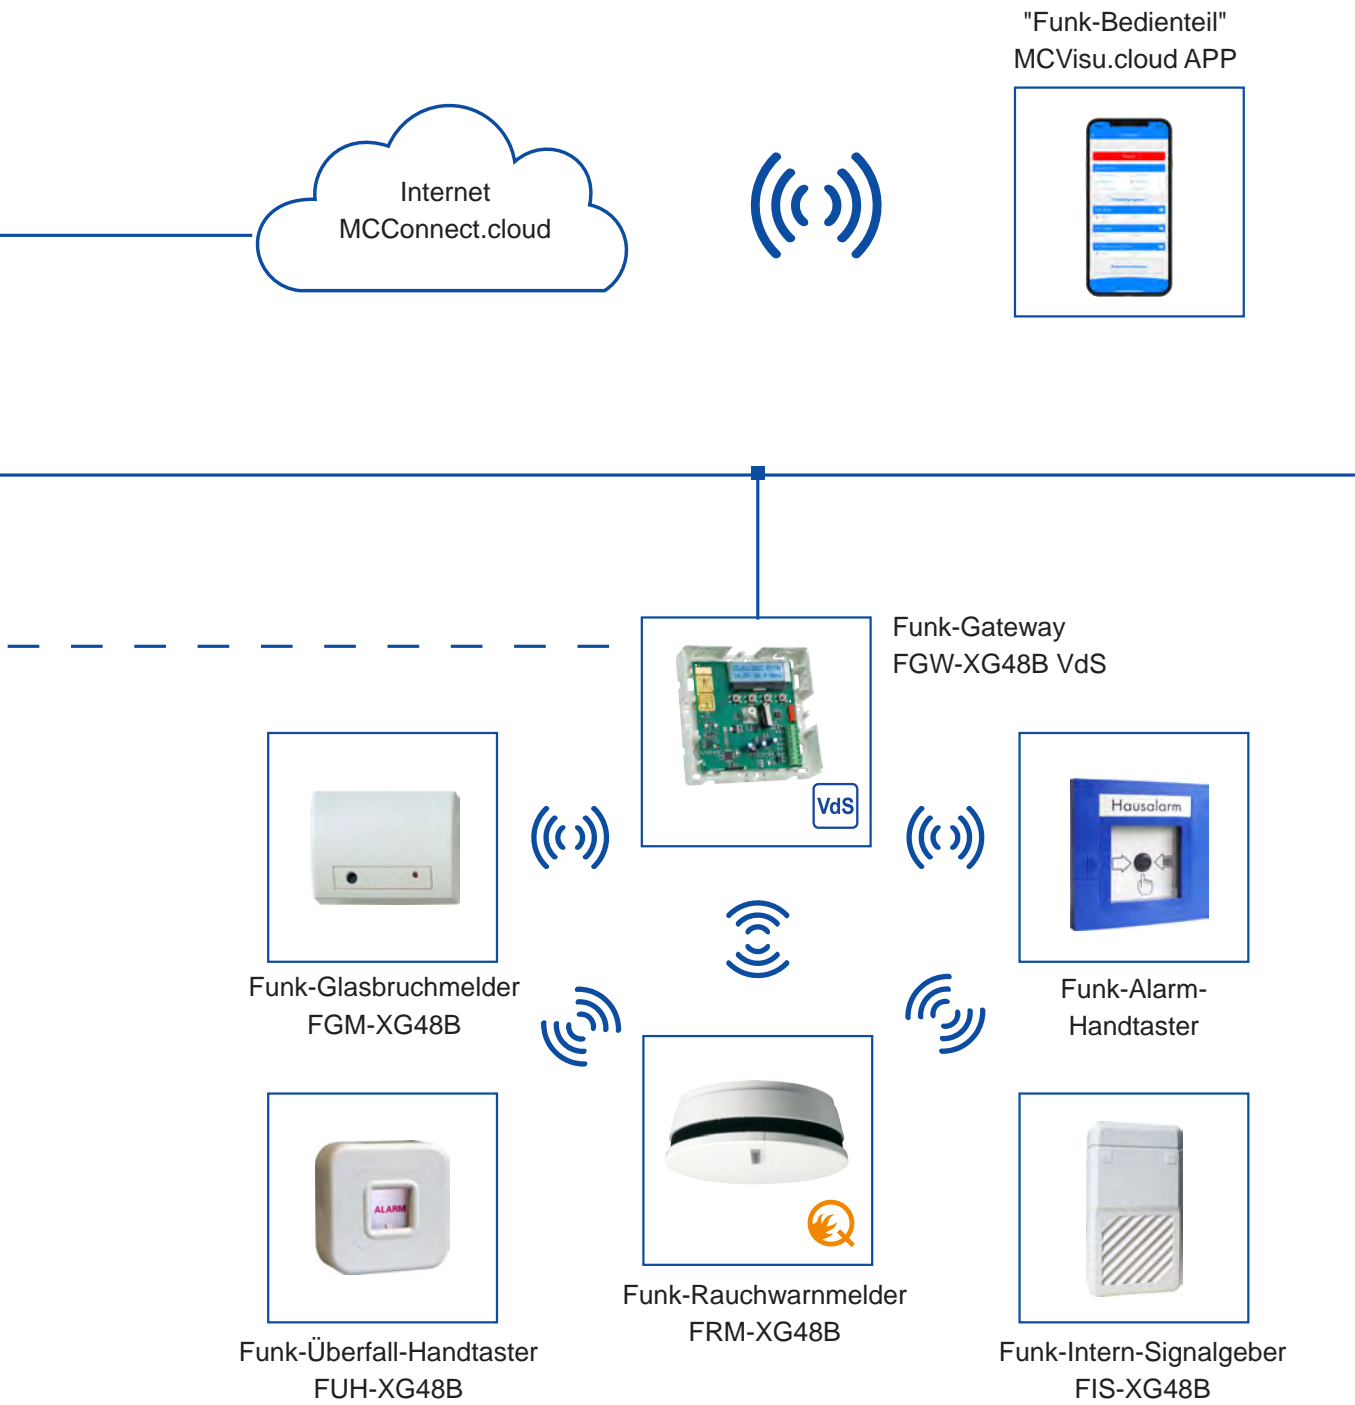 "Funk-Bedienteil"
MCVisu.cloud APP
Internet
MCConnect.cloud
Funk-Gateway
FGW-XG48B VdS
VdS
Hausalarm
Funk-Glasbruchmelder
FGM-XG48B
Funk-Alarm-
Handtaster
ALARM
Funk-Rauchwarnmelder
FRM-XG48B
Funk-Überfall-Handtaster
FUH-XG48B
Funk-Intern-Signalgeber
FIS-XG48B